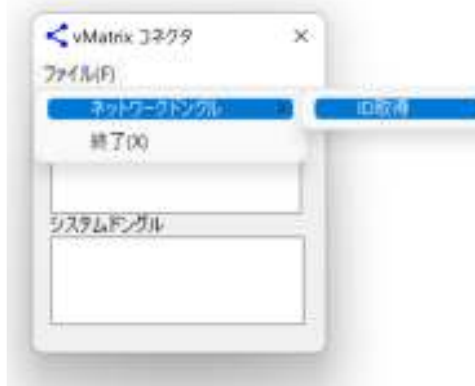 vMatrix コネクタ
ファイル(F)
ネットワークドングル
ID取得
終了(X)
システムドングル